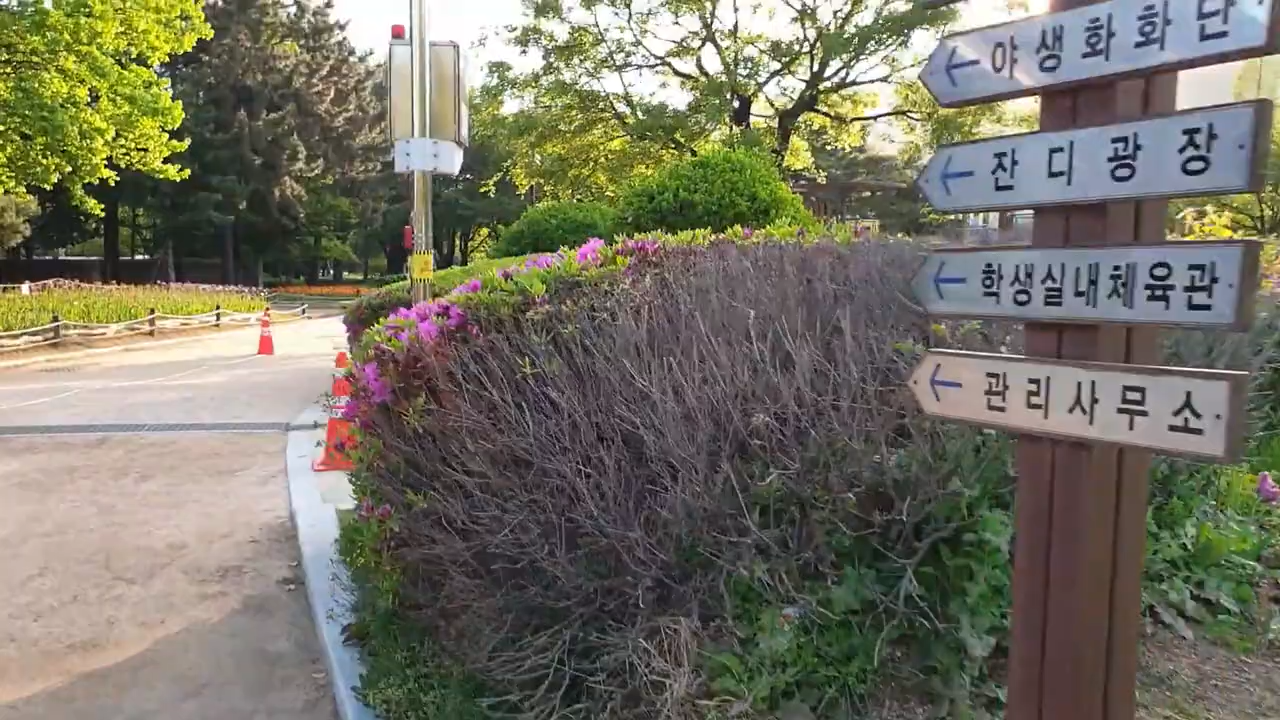 ← 야생화화단
← 잔디광장
← 학생실내체육관
← 관리사무소